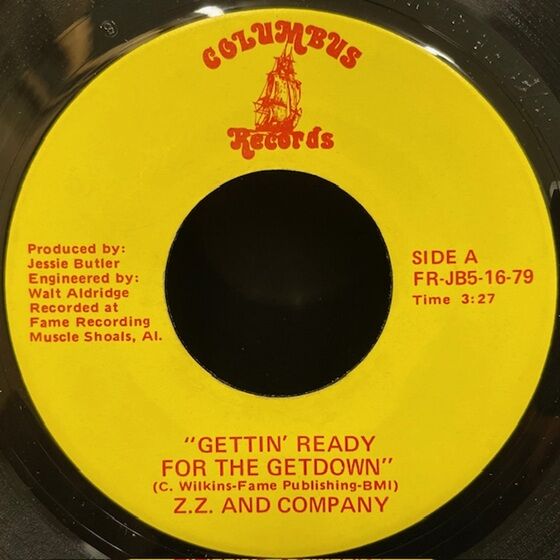 COLUMBUS
Records
Produced by:
Jessie Butler
Engineered by:
Walt Aldridge
Recorded at
Fame Recording
Muscle Shoals, Al.
SIDE A
FR-JB5-16-79
Time 3:27
"GETTIN' READY
FOR THE GETDOWN"
(C. Wilkins-Fame Publishing-BMI)
Z.Z. AND COMPANY